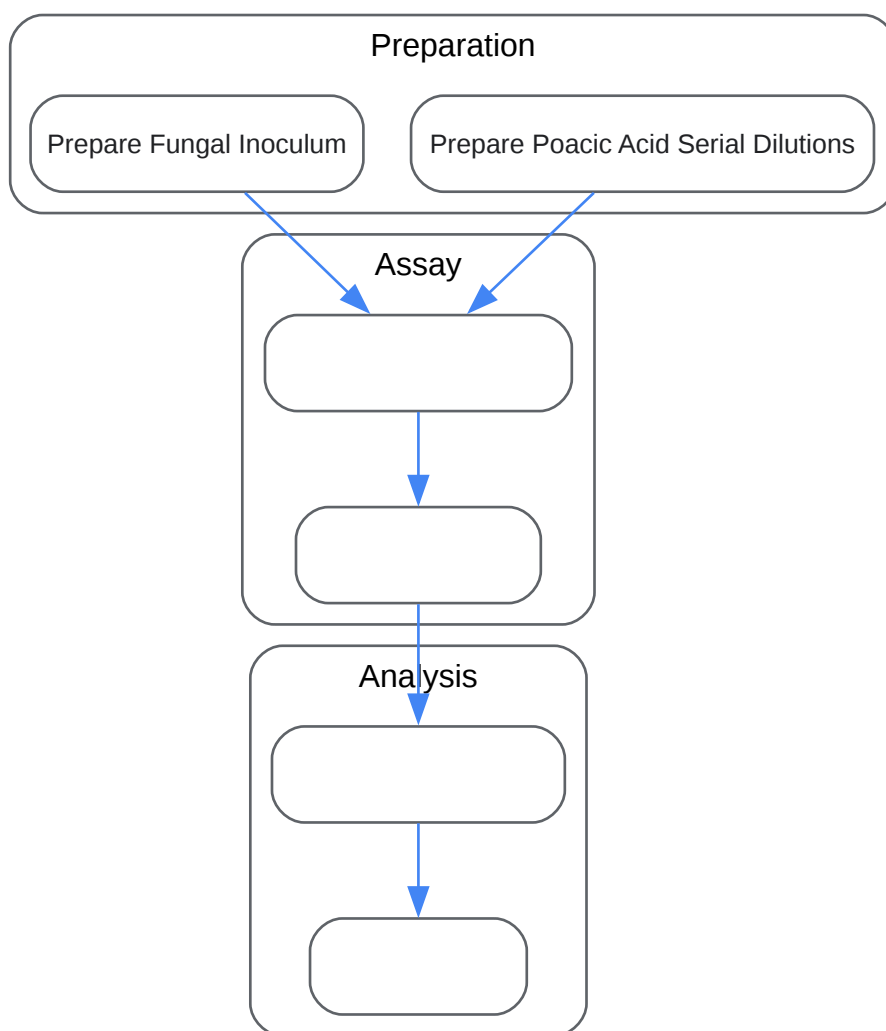 Preparation
Prepare Fungal Inoculum
Prepare Poacic Acid Serial Dilutions
Assay
Analysis